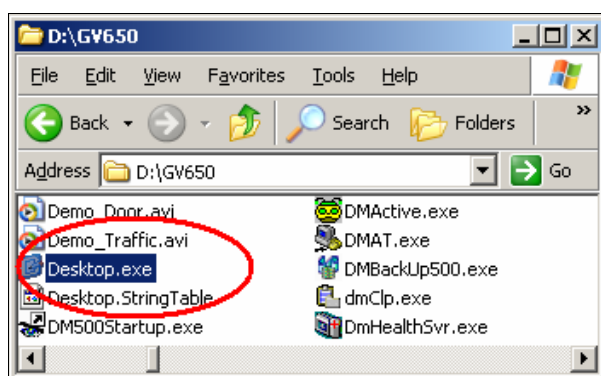 D:\GV650
File Edit View Favorites Tools Help
Back Search Folders »
Address D:\GV650 Go
Demo_Door.avi DMActive.exe
Demo_Traffic.avi DMAT.exe
Desktop.exe DMBackUp500.exe
Desktop.StringTable dmClp.exe
DM500Startup.exe DmHealthSvr.exe